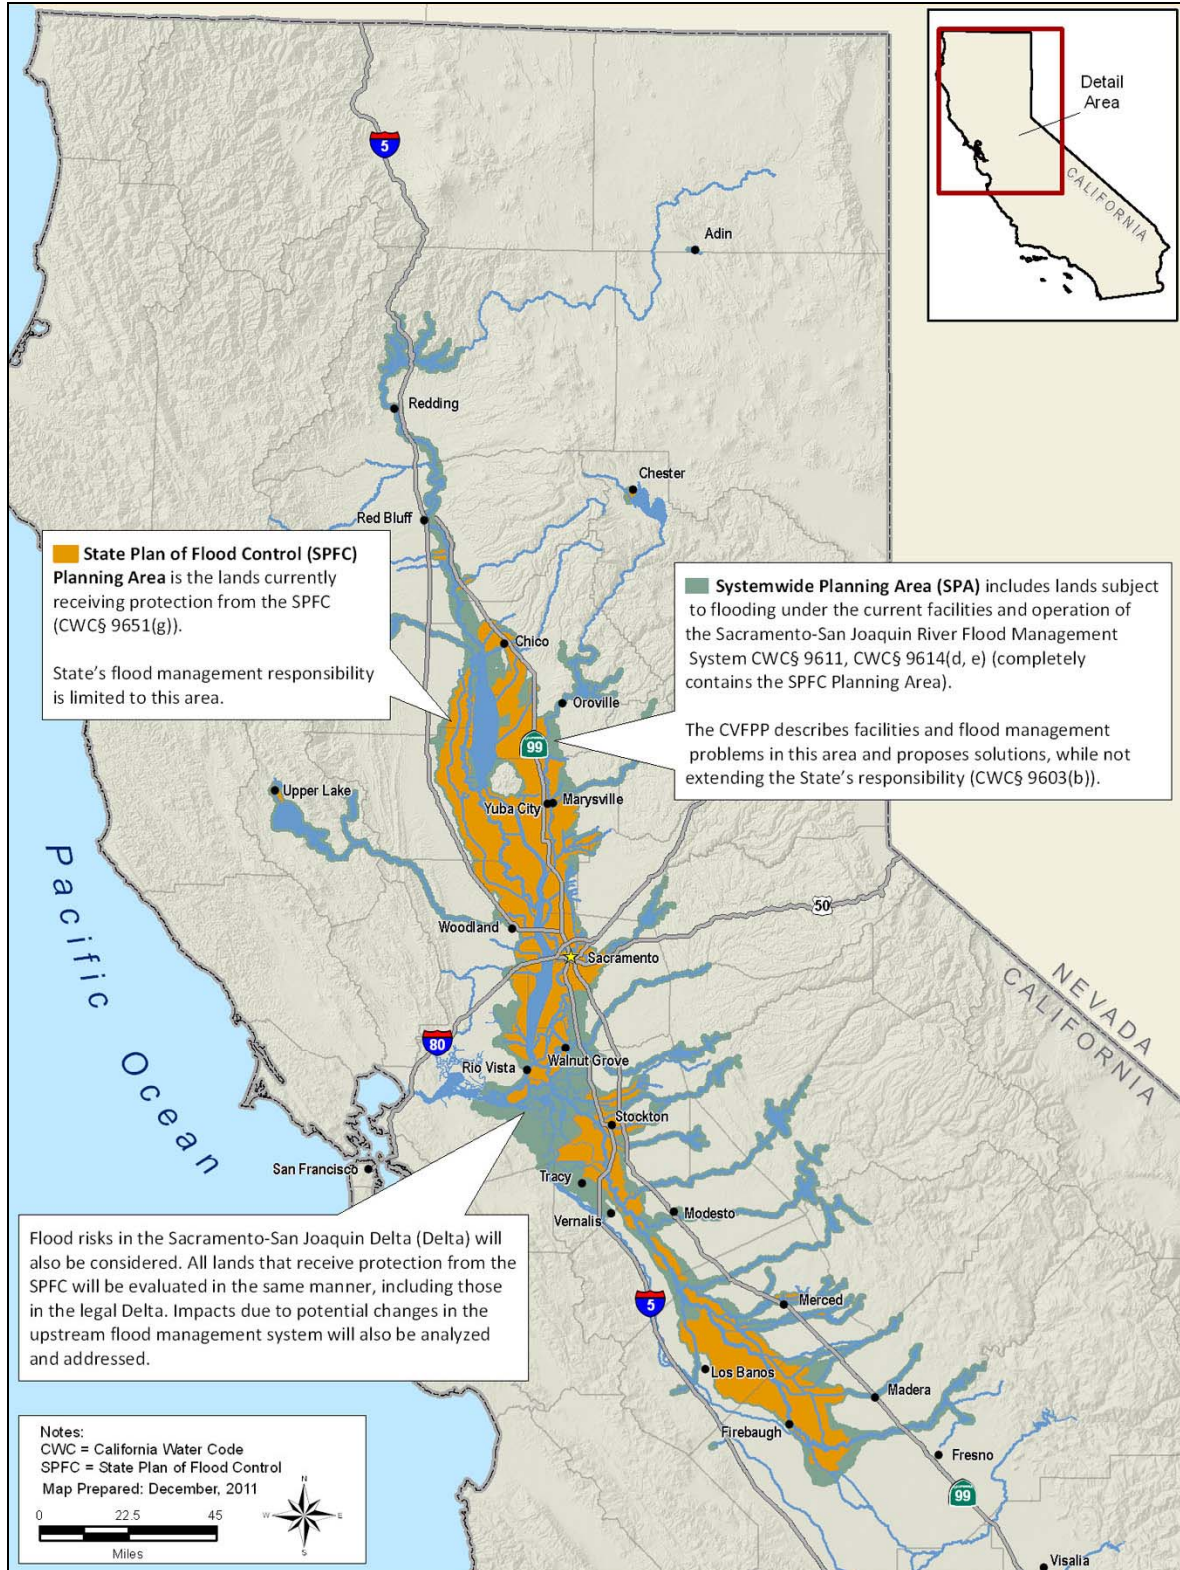 Detail
Area
CALIFORNIA
5
Adin
Redding
Chester
Red Bluff
State Plan of Flood Control (SPFC)
Planning Area is the lands currently
receiving protection from the SPFC
(CWC§ 9651(g)).
State's flood management responsibility
is limited to this area.
Systemwide Planning Area (SPA) includes lands subject
to flooding under the current facilities and operation of
the Sacramento-San Joaquin River Flood Management
System CWC§ 9611, CWC§ 9614(d, e) (completely
contains the SPFC Planning Area).
The CVFPP describes facilities and flood management
problems in this area and proposes solutions, while not
extending the State's responsibility (CWC§ 9603(b)).
Chico
Oroville
99
Upper Lake
Yuba City
Marysville
Pacific Ocean
50
Woodland
Sacramento
NEVADA
CALIFORNIA
80
Walnut Grove
Rio Vista
Stockton
San Francisco
Tracy
Vernalis
Modesto
Flood risks in the Sacramento-San Joaquin Delta (Delta) will
also be considered. All lands that receive protection from the
SPFC will be evaluated in the same manner, including those
in the legal Delta. Impacts due to potential changes in the
upstream flood management system will also be analyzed
and addressed.
5
Merced
Los Banos
Madera
Firebaugh
Fresno
99
Visalia
Notes:
CWC = California Water Code
SPFC = State Plan of Flood Control
Map Prepared: December, 2011
N
W E
S
0 22.5 45
Miles